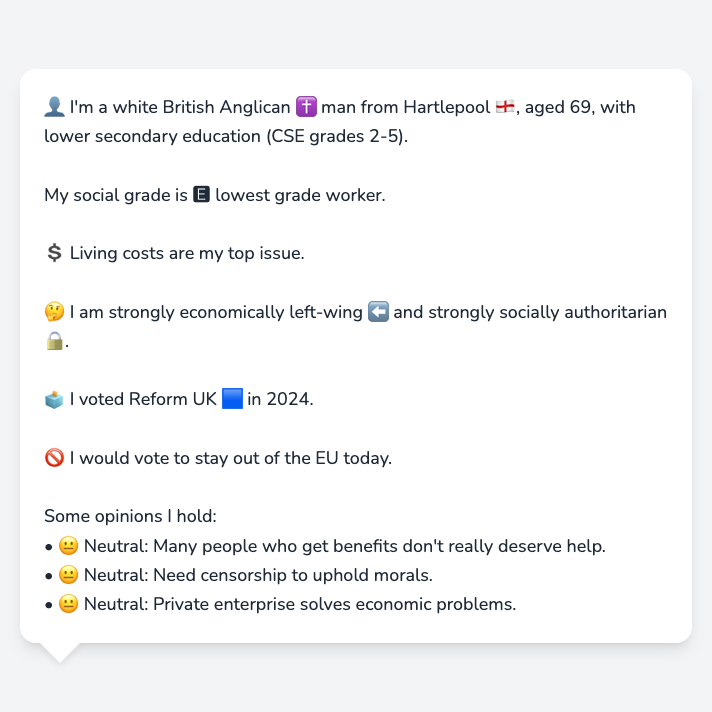 👤 I'm a white British Anglican ✝️ man from Hartlepool 🏴󠁧󠁢󠁥󠁮󠁧󠁿, aged 69, with
lower secondary education (CSE grades 2-5).
My social grade is 🅴 lowest grade worker.
💲 Living costs are my top issue.
🤔 I am strongly economically left-wing ⬅️ and strongly socially authoritarian
🔒.
🗳️ I voted Reform UK 🟦 in 2024.
🚫 I would vote to stay out of the EU today.
Some opinions I hold:
• 😐 Neutral: Many people who get benefits don't really deserve help.
• 😐 Neutral: Need censorship to uphold morals.
• 😐 Neutral: Private enterprise solves economic problems.